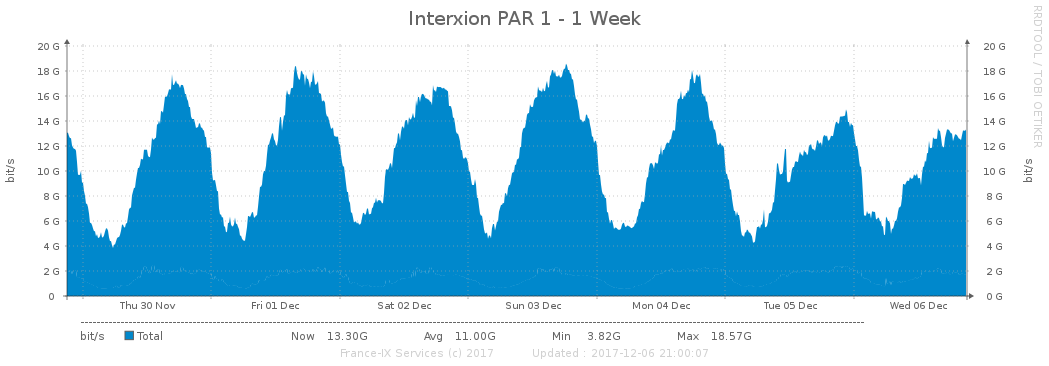 Interxion PAR 1 - 1 Week
RRDTOOL / TOBI OETIKER
20 G 20 G
18 G 18 G
16 G 16 G
14 G 14 G
12 G 12 G
10 G 10 G
8 G 8 G
6 G 6 G
4 G 4 G
2 G 2 G
0 0 G
bit/s bit/s
Thu 30 Nov Fri 01 Dec Sat 02 Dec Sun 03 Dec Mon 04 Dec Tue 05 Dec Wed 06 Dec
bit/s Total Now 13.30G Avg 11.00G Min 3.82G Max 18.57G
France-IX Services (c) 2017 Updated : 2017-12-06 21:00:07